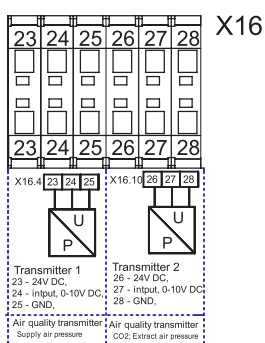 X16
23 24 25 26 27 28
23 24 25 26 27 28
X16.4 23 24 25
X16.10 26 27 28
U
P
U
P
Transmitter 1
23 - 24V DC,
24 - intput, 0-10V DC,
25 - GND,
Transmitter 2
26 - 24V DC,
27 - intput, 0-10V DC
28 - GND,
Air quality transmitter
Supply air pressure
Air quality transmitter
CO2; Extract air pressure